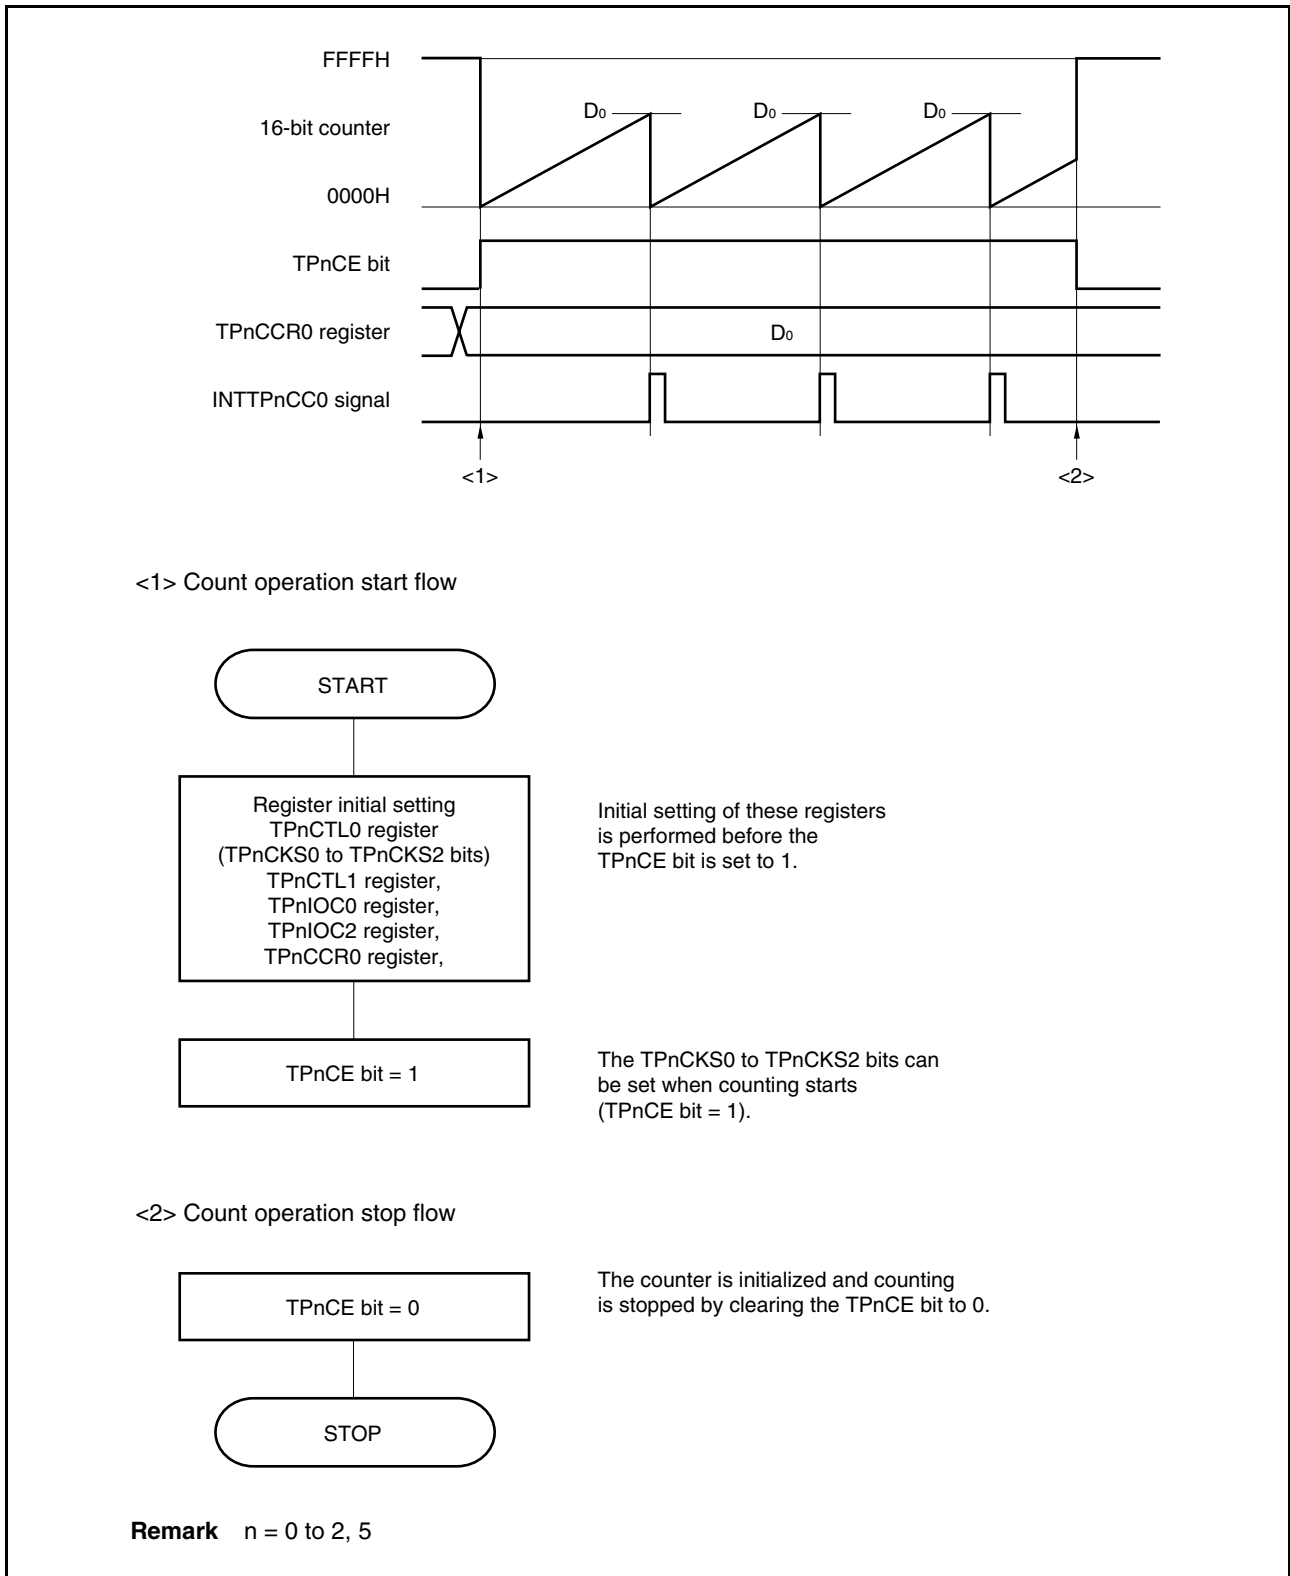 FFFFH
D0 D0 D0
16-bit counter
0000H
TPnCE bit
TPnCCR0 register D0
INTTPnCC0 signal
<1> <2>
<1> Count operation start flow
START
Register initial setting
TPnCTL0 register
(TPnCKS0 to TPnCKS2 bits)
TPnCTL1 register,
TPnIOC0 register,
TPnIOC2 register,
TPnCCR0 register,
Initial setting of these registers
is performed before the
TPnCE bit is set to 1.
TPnCE bit = 1
The TPnCKS0 to TPnCKS2 bits can
be set when counting starts
(TPnCE bit = 1).
<2> Count operation stop flow
TPnCE bit = 0
The counter is initialized and counting
is stopped by clearing the TPnCE bit to 0.
STOP
Remark n = 0 to 2, 5